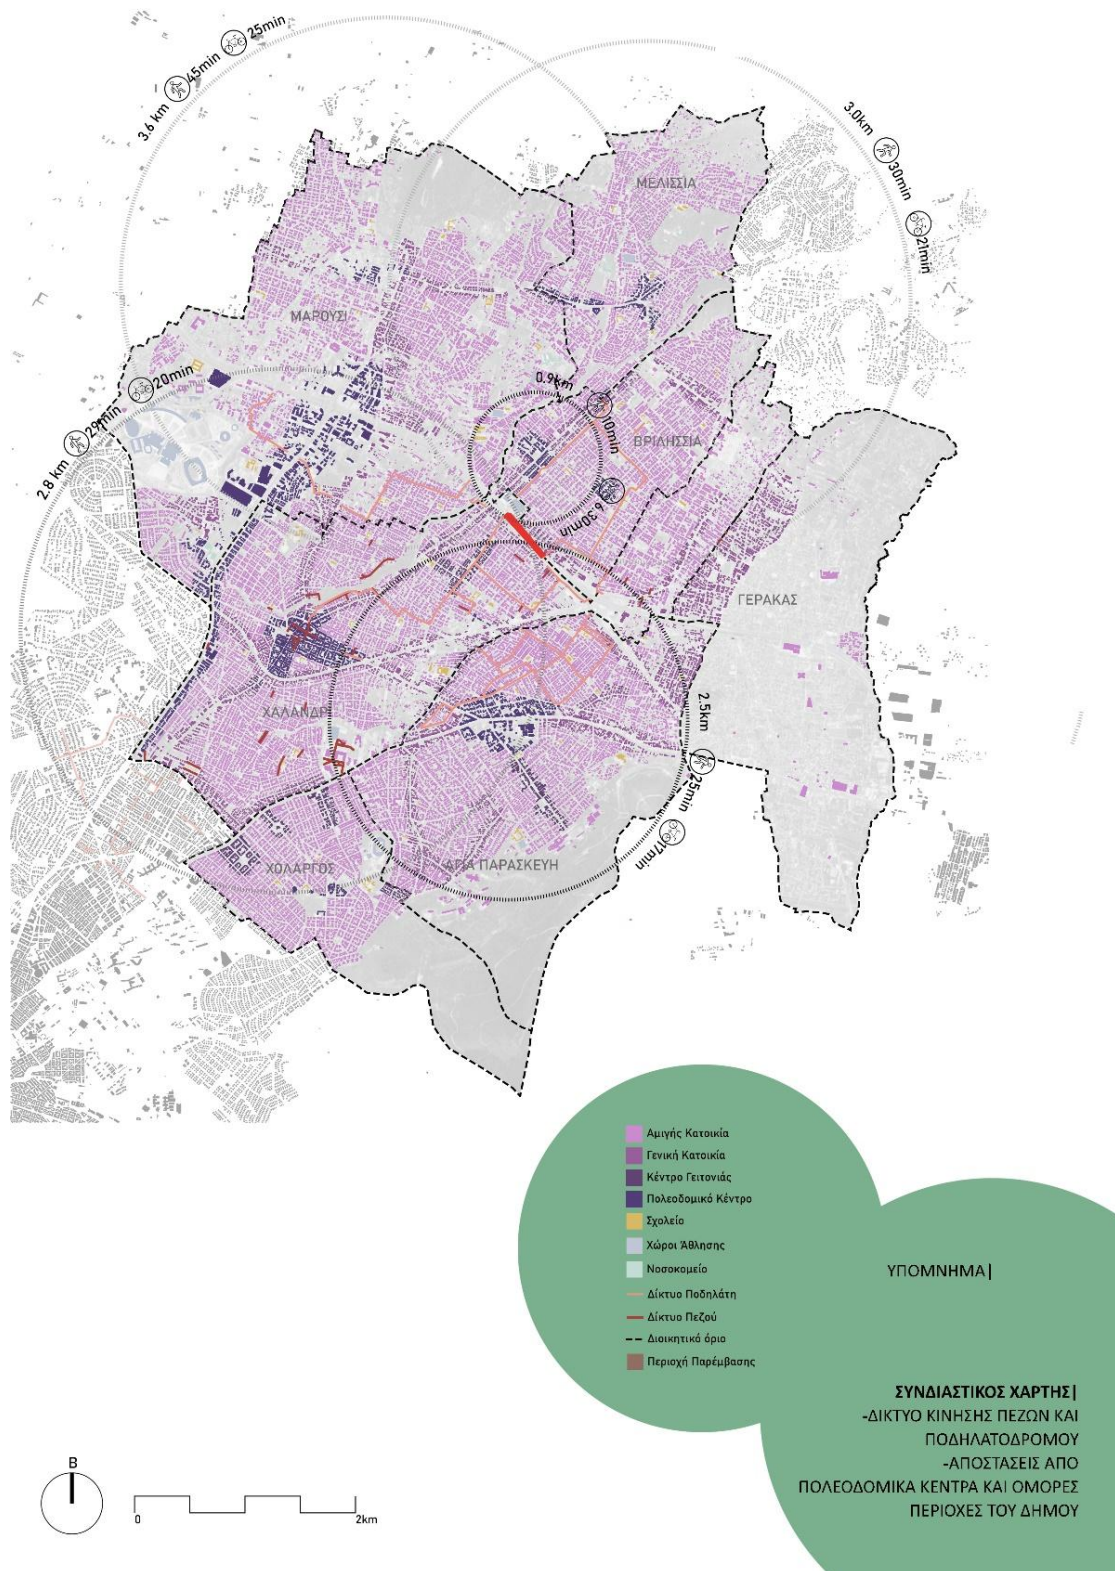 25min
45min
3.6 km
3.0km
30min
21min
ΜΕΛΙΣΣΙΑ
ΜΑΡΟΥΣΙ
20min
29min
2.8 km
0.9km
10min
ΒΡΙΛΗΣΣΙΑ
6.30min
ΓΕΡΑΚΑΣ
ΧΑΛΑΝΔΡΙ
2.5km
25min
17min
ΧΟΛΑΡΓΟΣ
ΑΓΙΑ ΠΑΡΑΣΚΕΥΗ
Αμιγής Κατοικία
Γενική Κατοικία
Κέντρο Γειτονιάς
Πολεοδομικό Κέντρο
Σχολείο
Χώροι Άθλησης
Νοσοκομείο
Δίκτυο Ποδηλάτη
Δίκτυο Πεζού
Διοικητικό όριο
Περιοχή Παρέμβασης
ΥΠΟΜΝΗΜΑ|
ΣΥΝΔΙΑΣΤΙΚΟΣ ΧΑΡΤΗΣ|
-ΔΙΚΤΥΟ ΚΙΝΗΣΗΣ ΠΕΖΩΝ ΚΑΙ
ΠΟΔΗΛΑΤΟΔΡΟΜΟΥ
-ΑΠΟΣΤΑΣΕΙΣ ΑΠΟ
ΠΟΛΕΟΔΟΜΙΚΑ ΚΕΝΤΡΑ ΚΑΙ ΟΜΟΡΕΣ
ΠΕΡΙΟΧΕΣ ΤΟΥ ΔΗΜΟΥ
Β
0 2km